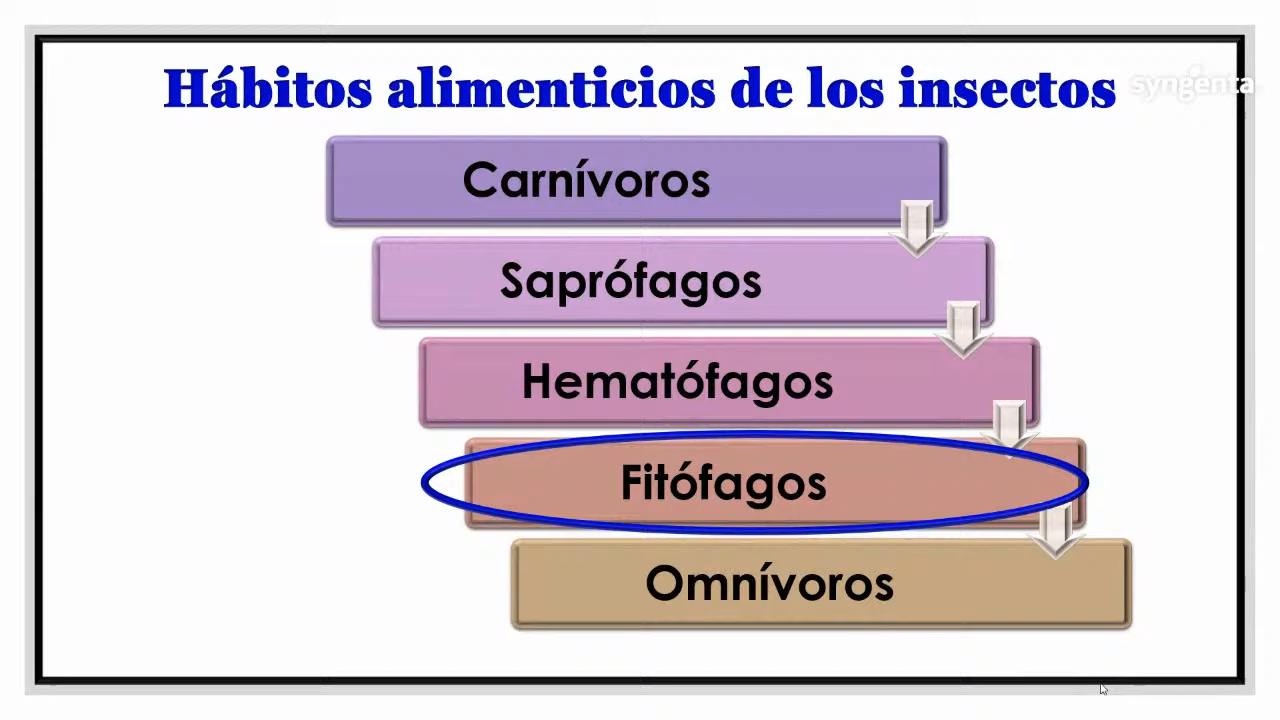 Hábitos alimenticios de los insectos
syngenta
Carnívoros
Saprófagos
Hematófagos
Fitófagos
Omnívoros